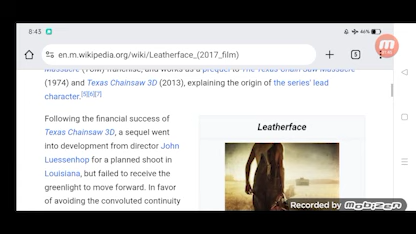 8:43 46%
en.m.wikipedia.org/wiki/Leatherface_(2017_film) 5
Massacre (TCM) franchise, and works as a prequel to The Texas Chain Saw Massacre
(1974) and Texas Chainsaw 3D (2013), explaining the origin of the series' lead
character.[5][6][7]
Following the financial success of
Texas Chainsaw 3D, a sequel went
into development from director John
Luessenhop for a planned shoot in
Louisiana, but failed to receive the
greenlight to move forward. In favor
of avoiding the convoluted continuity
Leatherface
Recorded by Mobizen